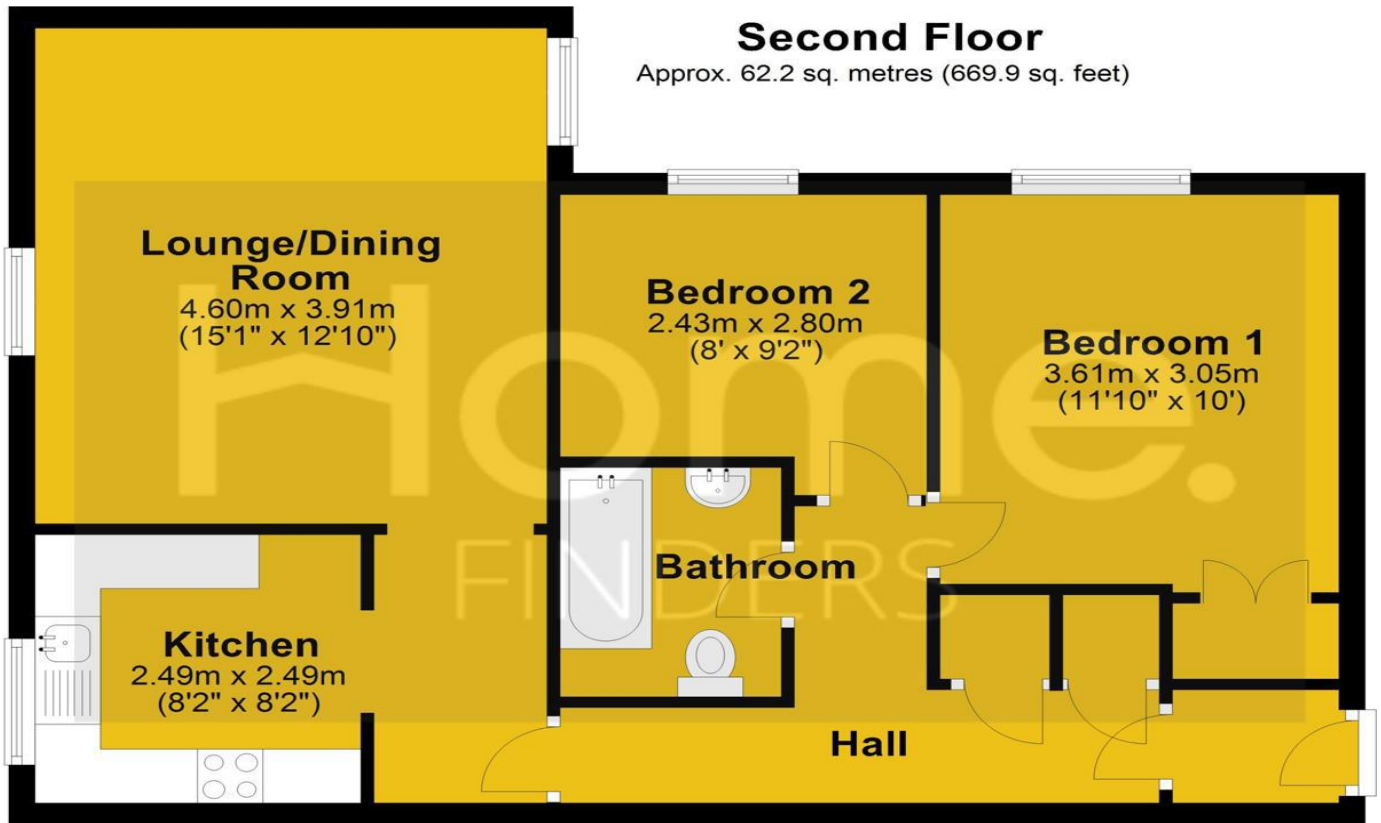 Second Floor
Approx. 62.2 sq. metres (669.9 sq. feet)
Lounge/Dining
Room
4.60m x 3.91m
(15'1" x 12'10")
Bedroom 2
2.43m x 2.80m
(8' x 9'2")
Bedroom 1
3.61m x 3.05m
(11'10" x 10')
Home.
FINDERS
Bathroom
Kitchen
2.49m x 2.49m
(8'2" x 8'2")
Hall